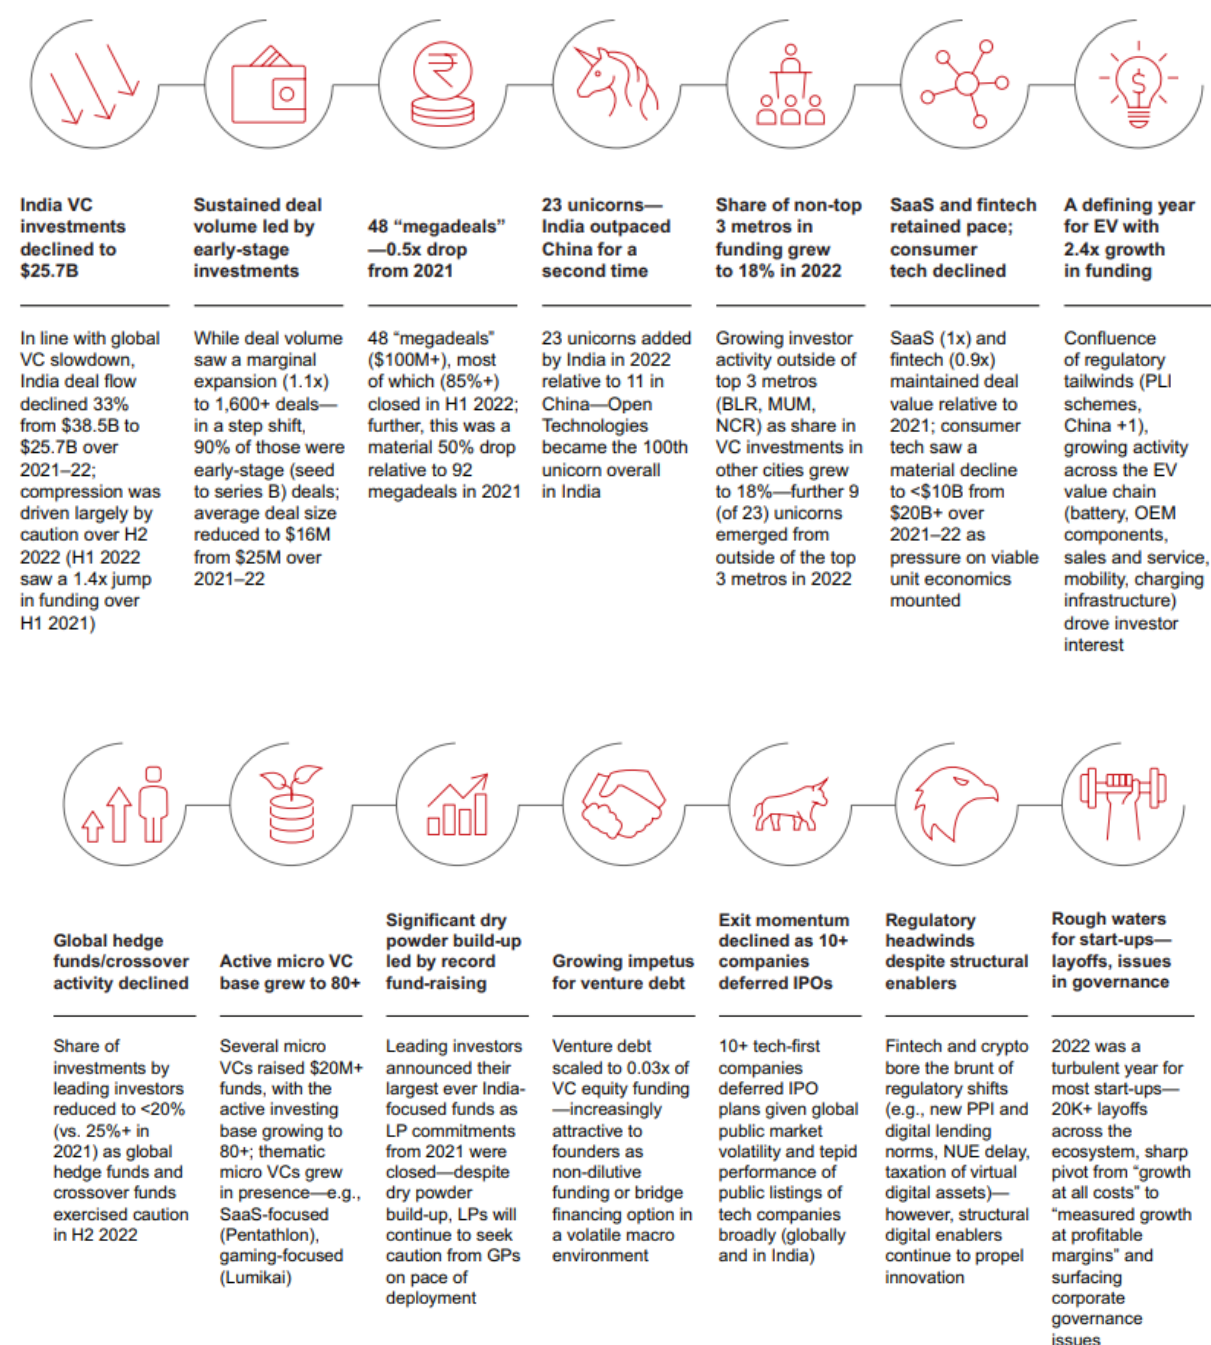 India VC
investments
declined to
$25.7B
In line with global
VC slowdown,
India deal flow
declined 33%
from $38.5B to
$25.7B over
2021–22;
compression was
driven largely by
caution over H2
2022 (H1 2022
saw a 1.4x jump
in funding over
H1 2021)
Sustained deal
volume led by
early-stage
investments
While deal volume
saw a marginal
expansion (1.1x)
to 1,600+ deals—
in a step shift,
90% of those were
early-stage (seed
to series B) deals;
average deal size
reduced to $16M
from $25M over
2021–22
48 “megadeals”
—0.5x drop
from 2021
48 “megadeals”
($100M+), most
of which (85%+)
closed in H1 2022;
further, this was a
material 50% drop
relative to 92
megadeals in 2021
23 unicorns—
India outpaced
China for a
second time
23 unicorns added
by India in 2022
relative to 11 in
China—Open
Technologies
became the 100th
unicorn overall
in India
Share of non-top
3 metros in
funding grew
to 18% in 2022
Growing investor
activity outside of
top 3 metros
(BLR, MUM,
NCR) as share in
VC investments in
other cities grew
to 18%—further 9
(of 23) unicorns
emerged from
outside of the top
3 metros in 2022
SaaS and fintech
retained pace;
consumer
tech declined
SaaS (1x) and
fintech (0.9x)
maintained deal
value relative to
2021; consumer
tech saw a
material decline
to <$10B from
$20B+ over
2021–22 as
pressure on viable
unit economics
mounted
A defining year
for EV with
2.4x growth
in funding
Confluence
of regulatory
tailwinds (PLI
schemes,
China +1),
growing activity
across the EV
value chain
(battery, OEM
components,
sales and service,
mobility, charging
infrastructure)
drove investor
interest
Global hedge
funds/crossover
activity declined
Share of
investments by
leading investors
reduced to <20%
(vs. 25%+ in
2021) as global
hedge funds and
crossover funds
exercised caution
in H2 2022
Active micro VC
base grew to 80+
Several micro
VCs raised $20M+
funds, with the
active investing
base growing to
80+; thematic
micro VCs grew
in presence—e.g.,
SaaS-focused
(Pentathlon),
gaming-focused
(Lumikai)
Significant dry
powder build-up
led by record
fund-raising
Leading investors
announced their
largest ever India-
focused funds as
LP commitments
from 2021 were
closed—despite
dry powder
build-up, LPs will
continue to seek
caution from GPs
on pace of
deployment
Growing impetus
for venture debt
Venture debt
scaled to 0.03x of
VC equity funding
—increasingly
attractive to
founders as
non-dilutive
funding or bridge
financing option in
a volatile macro
environment
Exit momentum
declined as 10+
companies
deferred IPOs
10+ tech-first
companies
deferred IPO
plans given global
public market
volatility and tepid
performance of
public listings of
tech companies
broadly (globally
and in India)
Regulatory
headwinds
despite structural
enablers
Fintech and crypto
bore the brunt of
regulatory shifts
(e.g., new PPI and
digital lending
norms, NUE delay,
taxation of virtual
digital assets)—
however, structural
digital enablers
continue to propel
innovation
Rough waters
for start-ups—
layoffs, issues
in governance
2022 was a
turbulent year for
most start-ups—
20K+ layoffs
across the
ecosystem, sharp
pivot from “growth
at all costs” to
“measured growth
at profitable
margins” and
surfacing
corporate
governance
issues